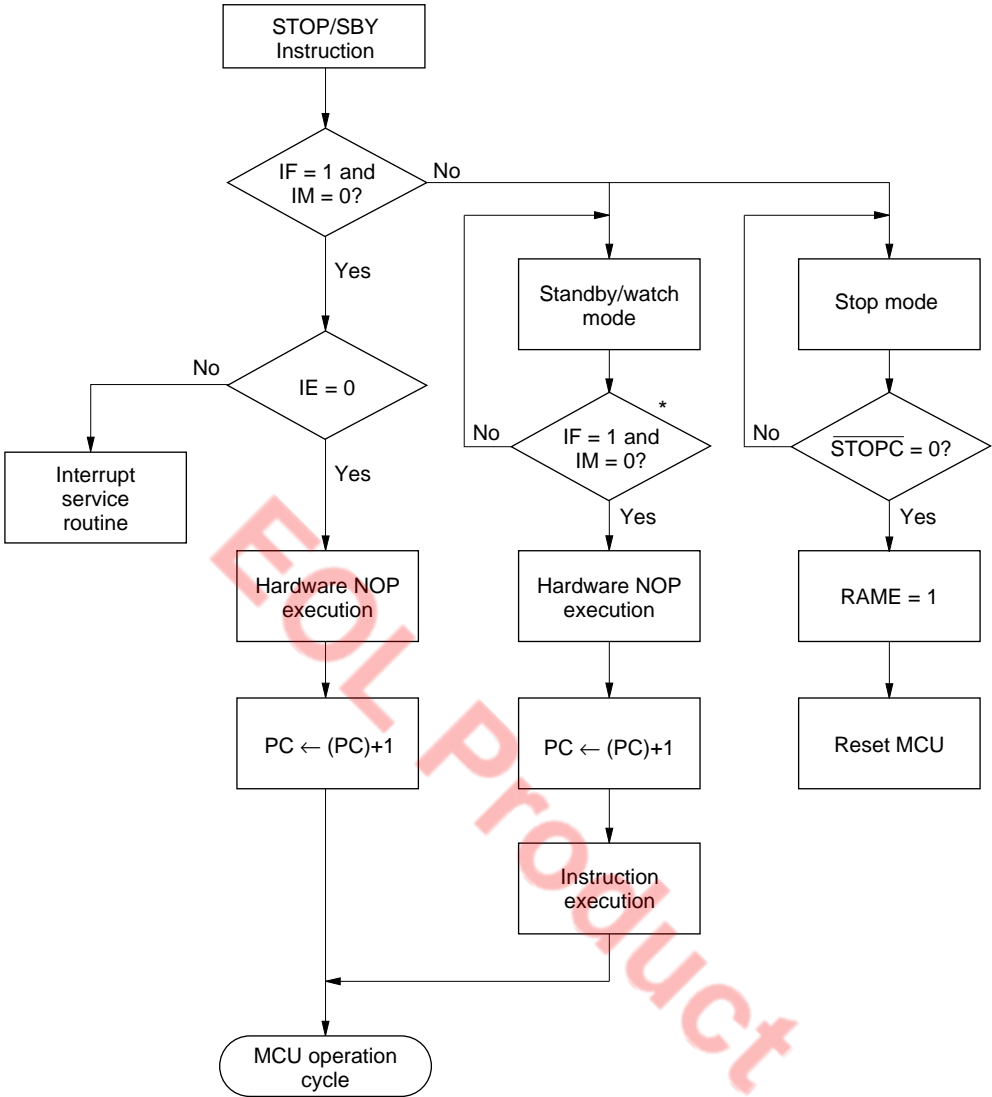 STOP/SBY
Instruction
IF = 1 and
IM = 0?
No
Yes
IE = 0
No
Yes
Interrupt
service
routine
Hardware NOP
execution
PC ← (PC)+1
Standby/watch
mode
*
IF = 1 and
IM = 0?
No
Yes
Hardware NOP
execution
PC ← (PC)+1
Instruction
execution
Stop mode
S̅T̅O̅P̅C̅ = 0?
No
Yes
RAME = 1
Reset MCU
MCU operation
cycle
EOL Product